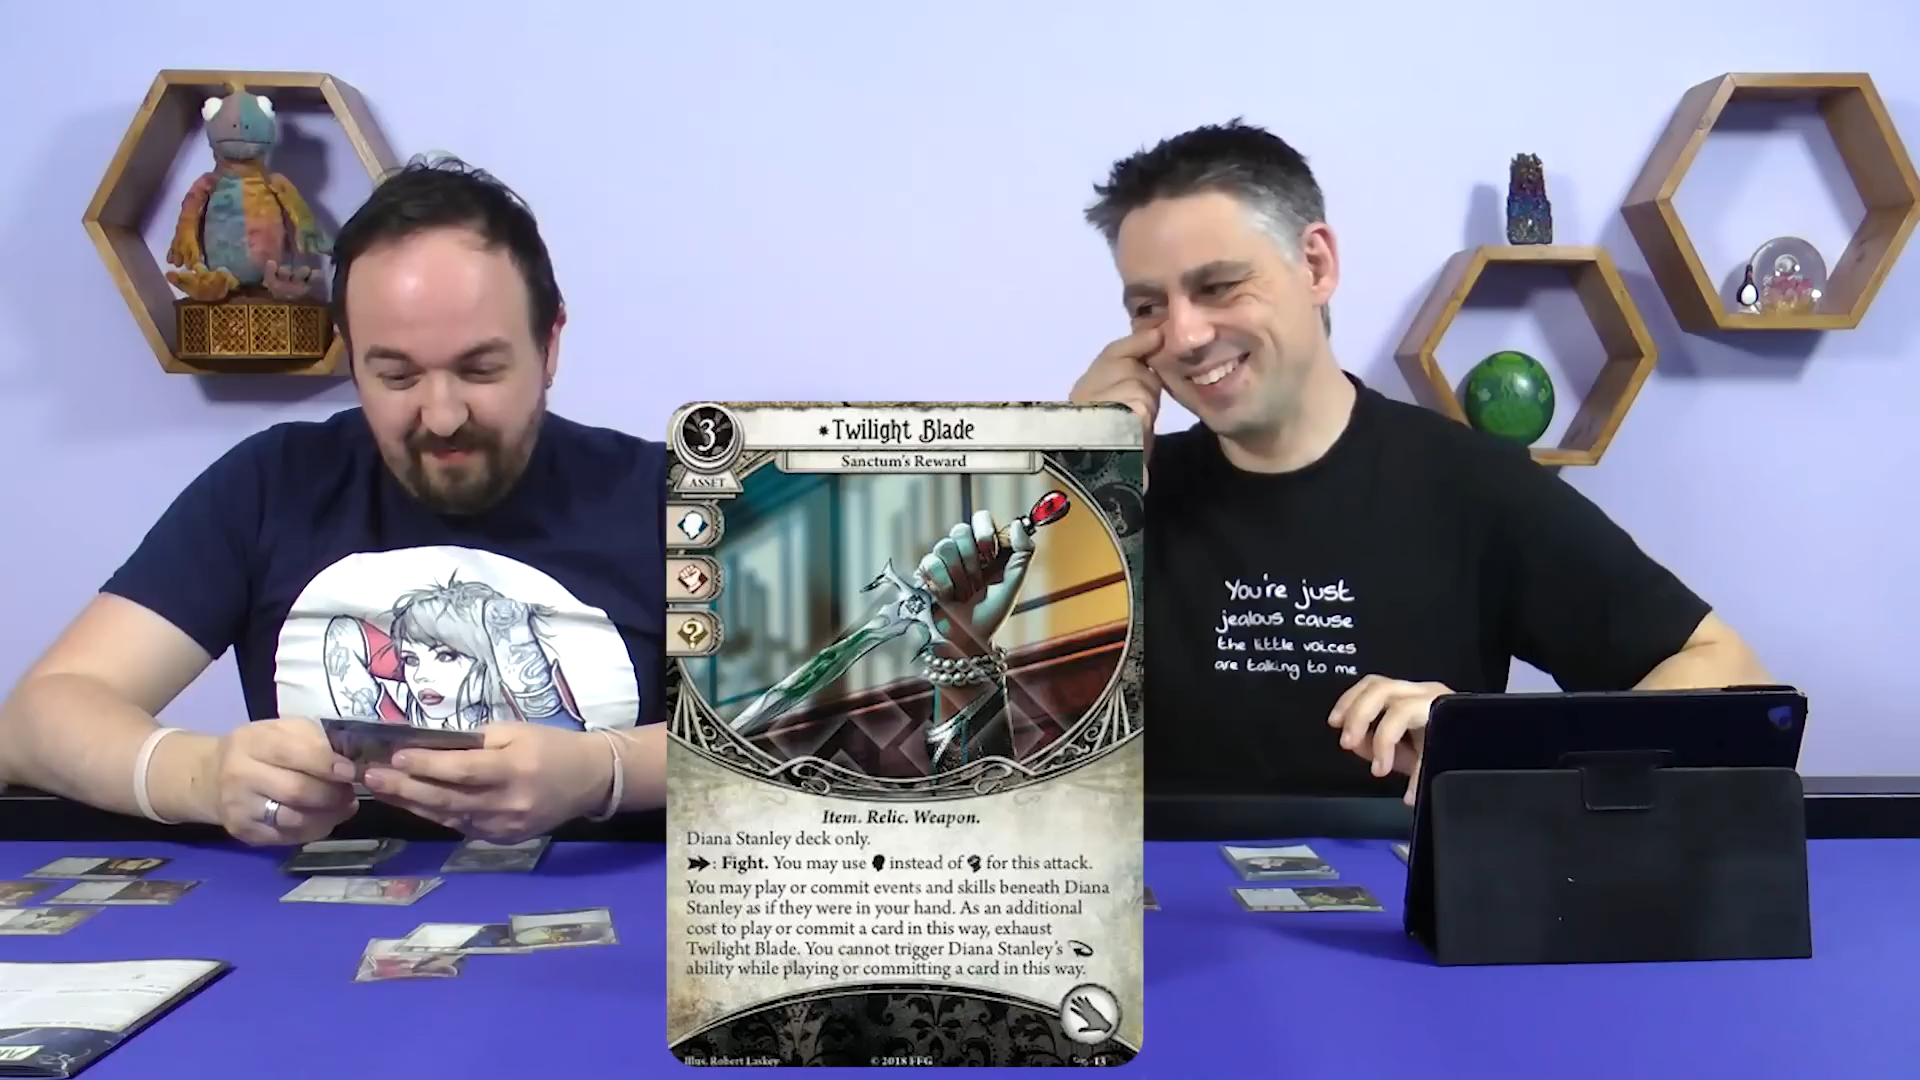 3
Twilight Blade
Sanctum's Reward
ASSET
Item. Relic. Weapon.
Diana Stanley deck only.
: Fight. You may use instead of for this attack.
You may play or commit events and skills beneath Diana
Stanley as if they were in your hand. As an additional
cost to play or commit a card in this way, exhaust
Twilight Blade. You cannot trigger Diana Stanley's
ability while playing or committing a card in this way.
Illus. Robert Laskey
© 2018 FFG
13
You're just
jealous cause
the little voices
are talking to me